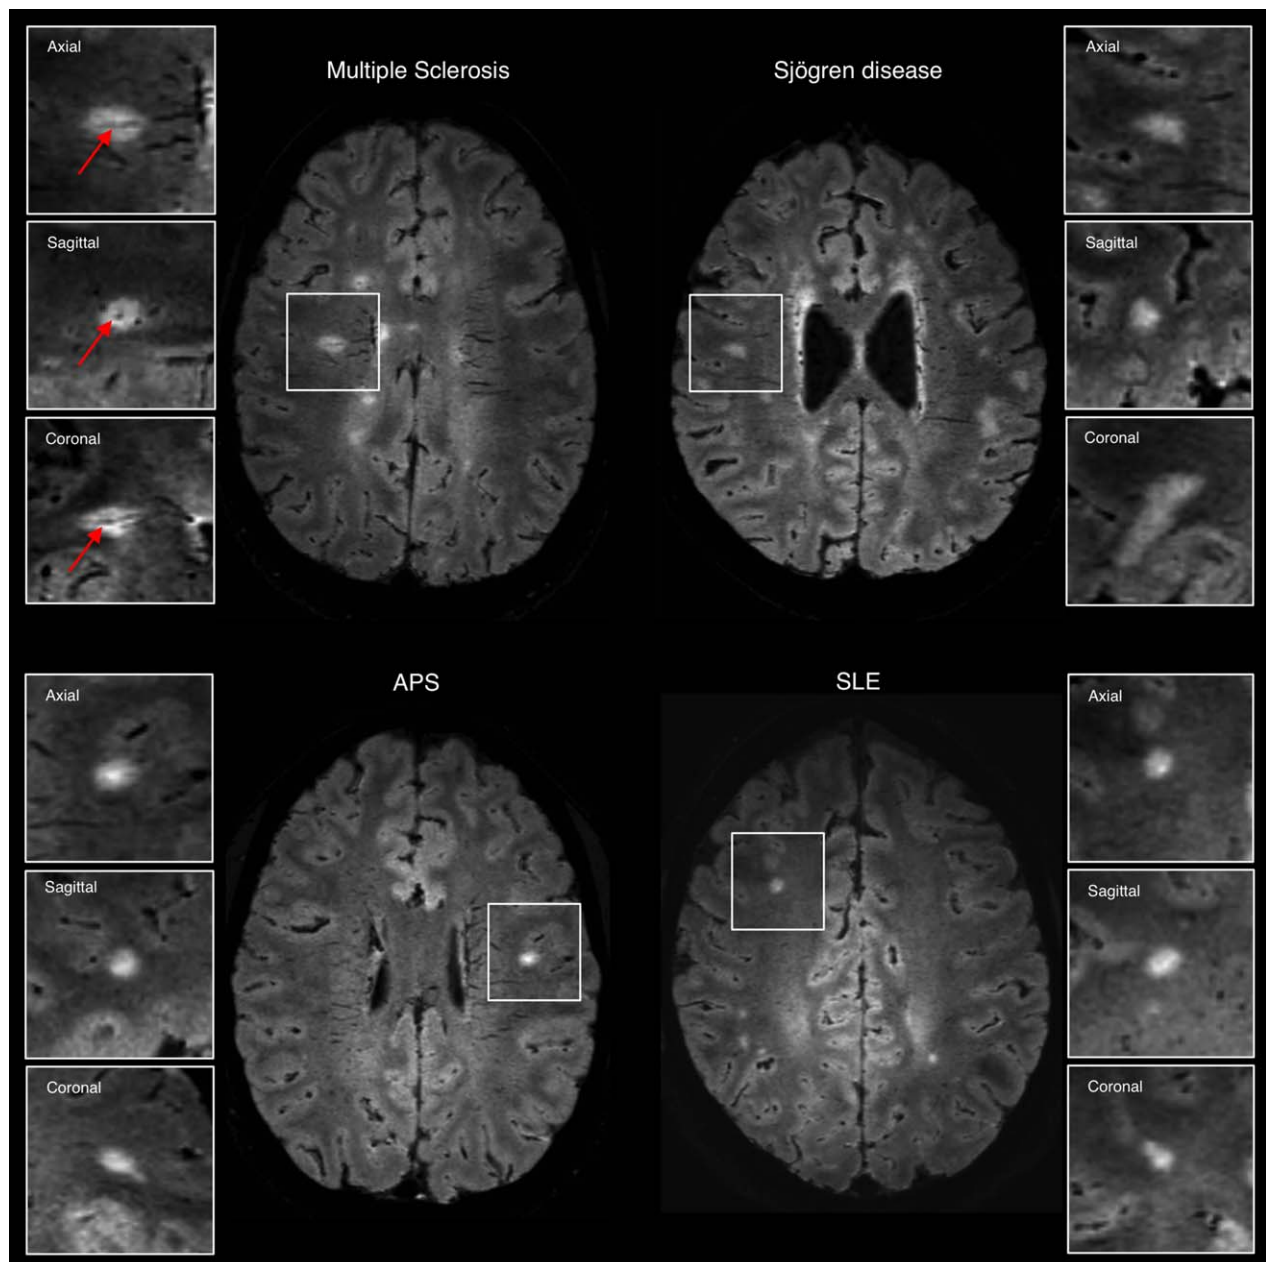 Multiple Sclerosis
Axial
Sagittal
Coronal
Sjögren disease
Axial
Sagittal
Coronal
APS
Axial
Sagittal
Coronal
SLE
Axial
Sagittal
Coronal